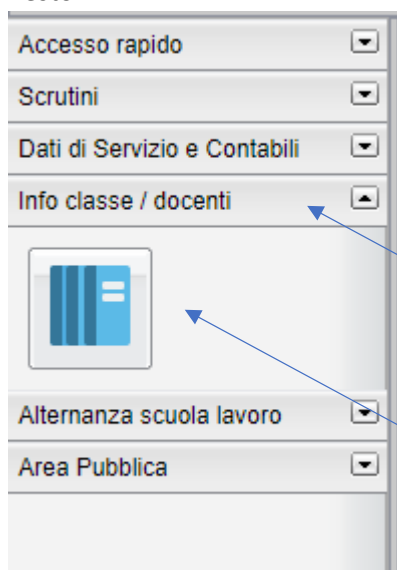 Accesso rapido
Scrutini
Dati di Servizio e Contabili
Info classe / docenti
Alternanza scuola lavoro
Area Pubblica